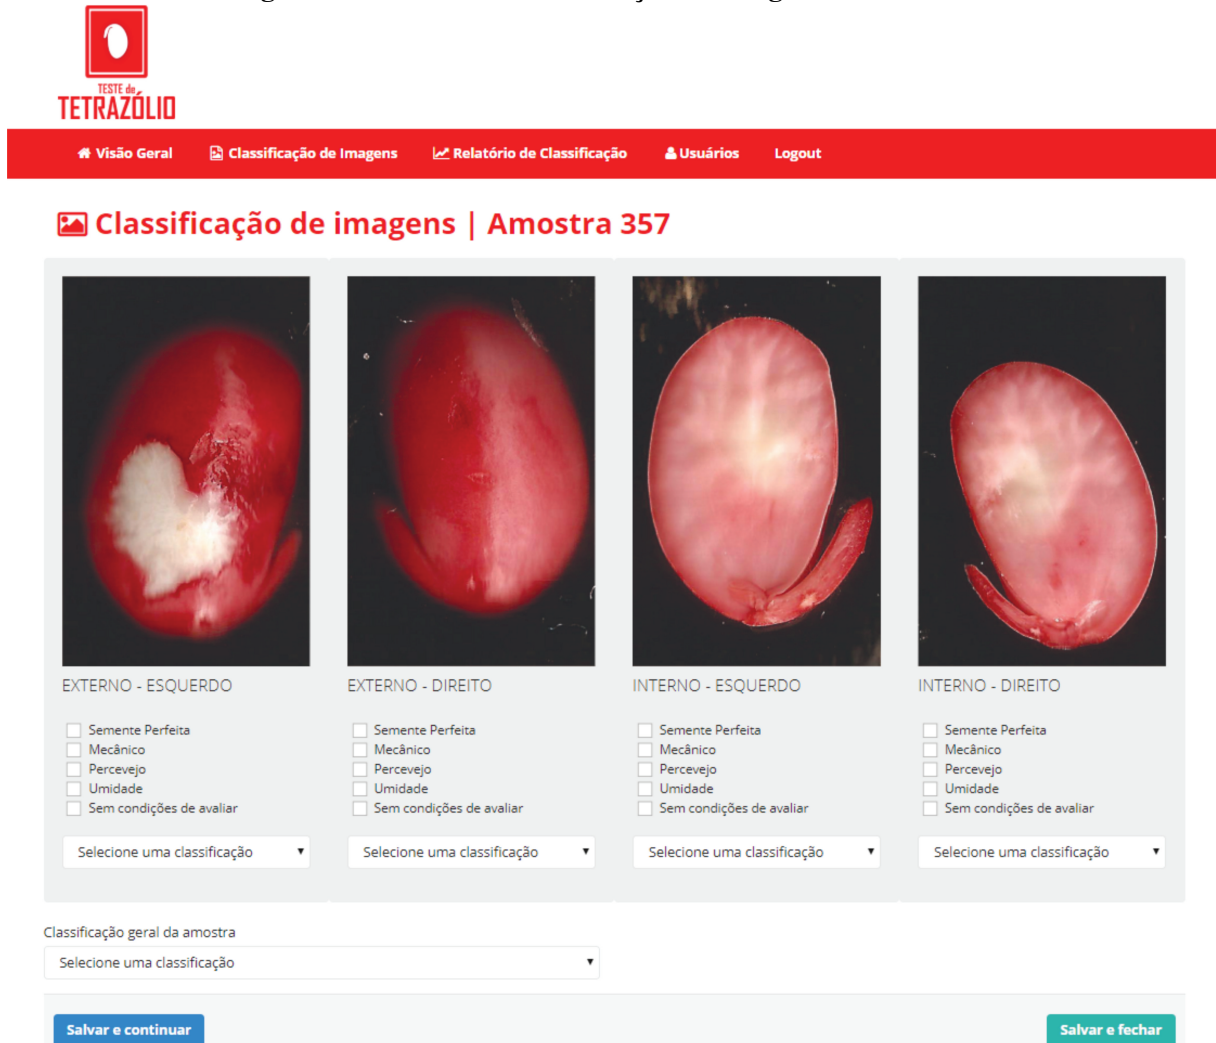 TESTE de
TETRAZÓLIO
Visão Geral
Classificação de Imagens
Relatório de Classificação
Usuários
Logout
Classificação de imagens | Amostra 357
EXTERNO - ESQUERDO
Semente Perfeita
Mecânico
Percevejo
Umidade
Sem condições de avaliar
Selecione uma classificação
EXTERNO - DIREITO
Semente Perfeita
Mecânico
Percevejo
Umidade
Sem condições de avaliar
Selecione uma classificação
INTERNO - ESQUERDO
Semente Perfeita
Mecânico
Percevejo
Umidade
Sem condições de avaliar
Selecione uma classificação
INTERNO - DIREITO
Semente Perfeita
Mecânico
Percevejo
Umidade
Sem condições de avaliar
Selecione uma classificação
Classificação geral da amostra
Selecione uma classificação
Salvar e continuar
Salvar e fechar